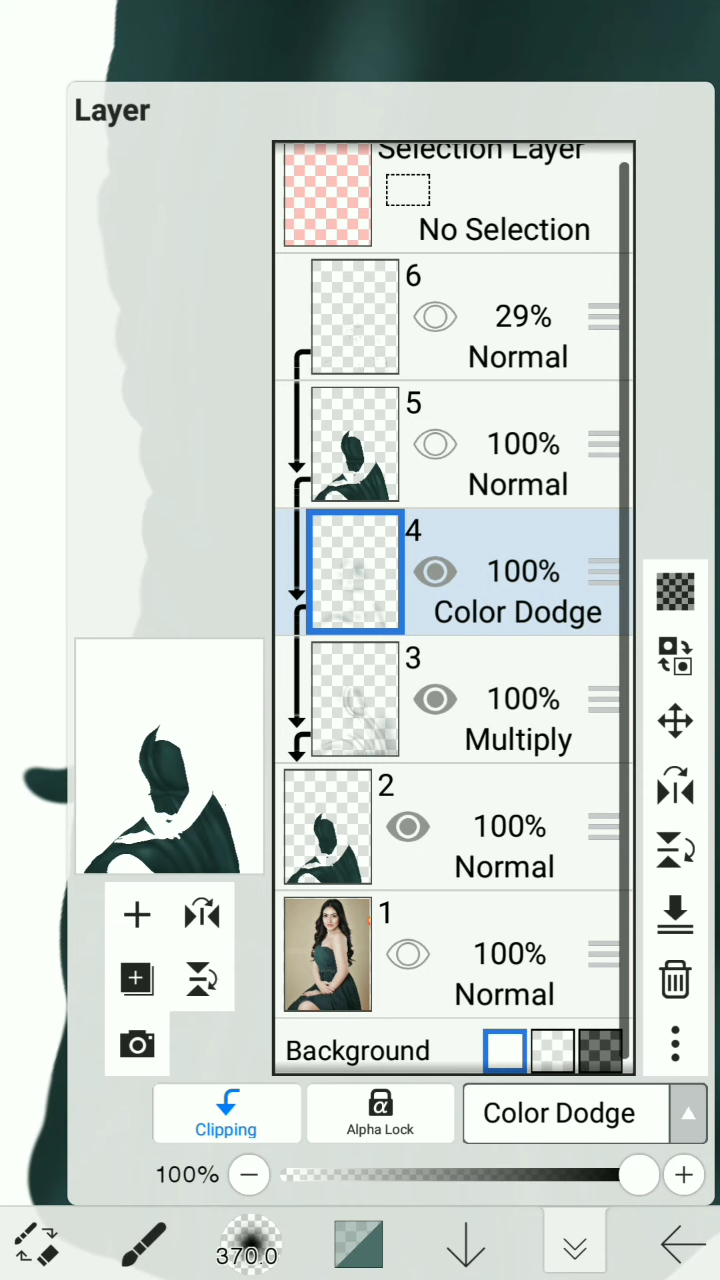 Layer
Selection Layer
No Selection
6
29%
Normal
5
100%
Normal
4
100%
Color Dodge
3
100%
Multiply
2
100%
Normal
1
100%
Normal
Background
Clipping
α
Alpha Lock
Color Dodge
100%
370.0